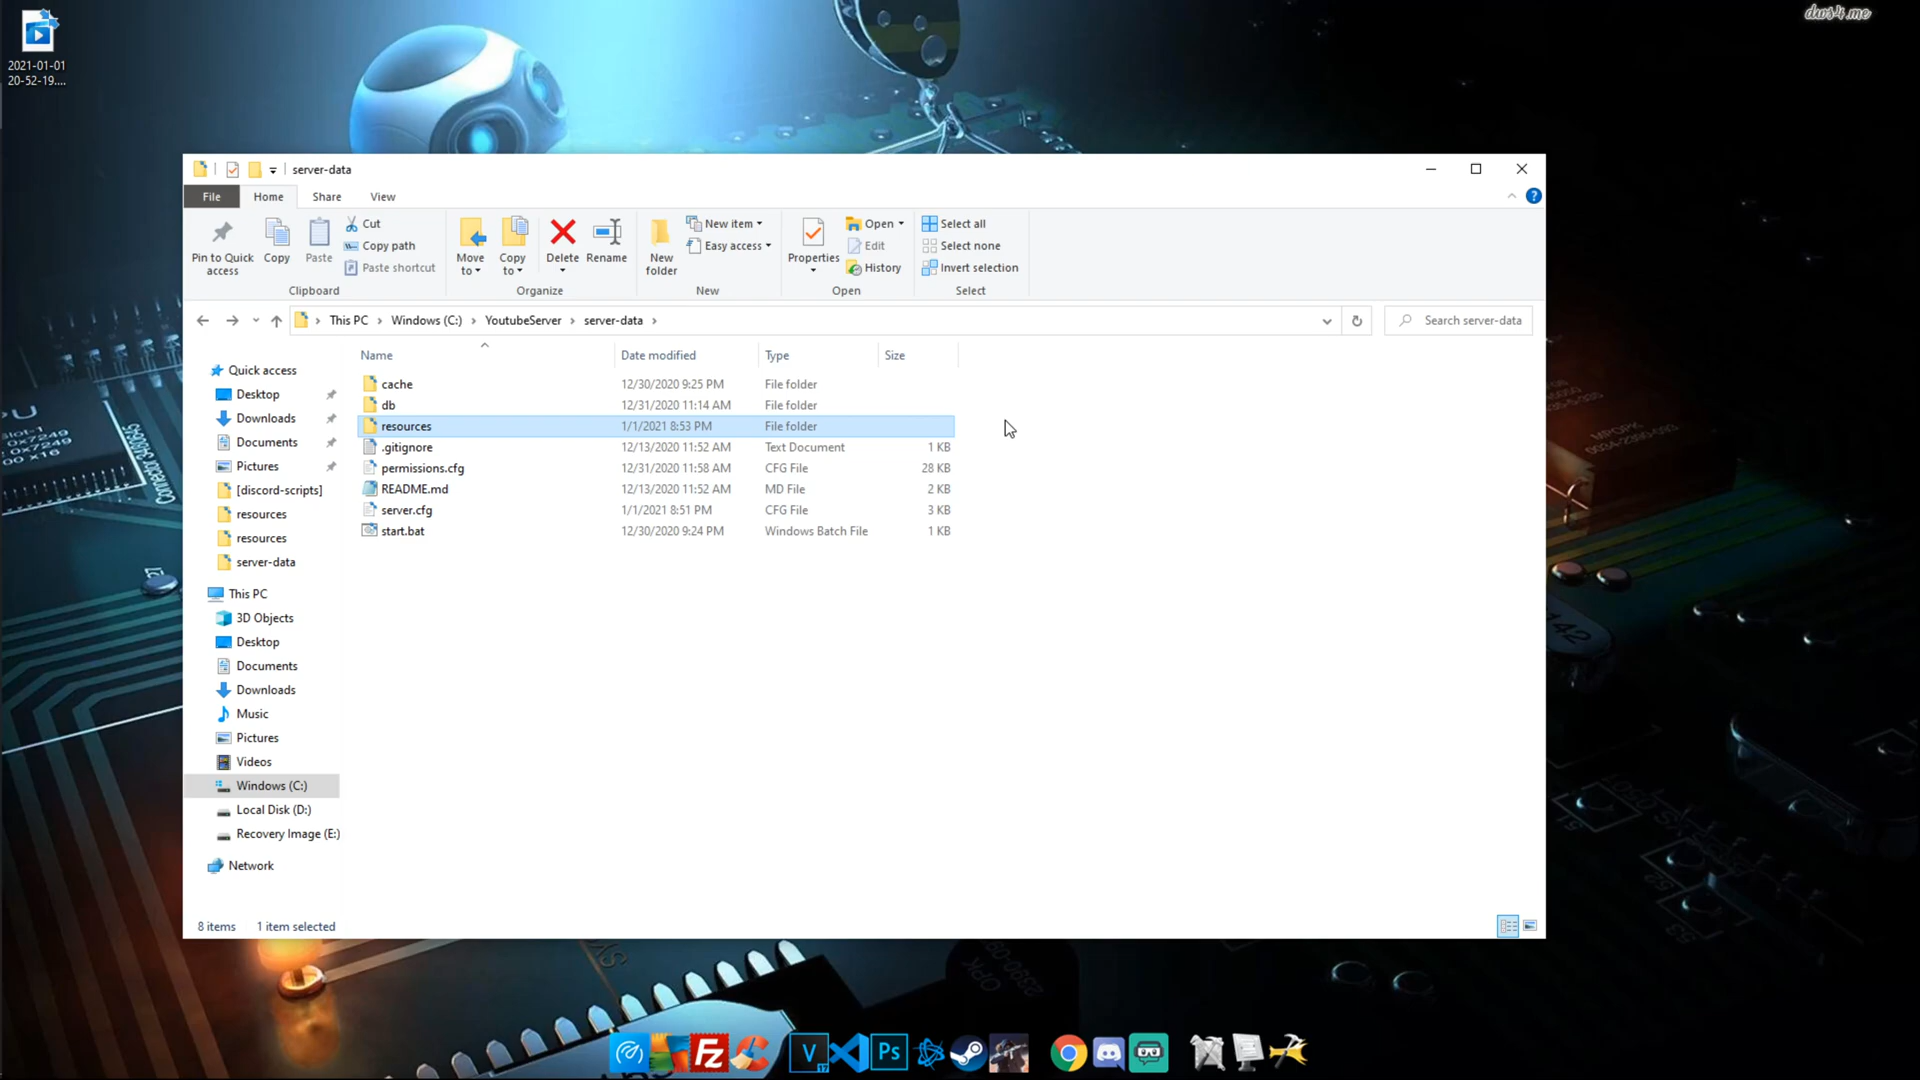 dws4.me
2021-01-01
20-52-19....
server-data
File Home Share View
Pin to Quick access
Copy
Paste
Cut
Copy path
Paste shortcut
Clipboard
Move to
Copy to
Delete
Rename
Organize
New folder
New item
Easy access
New
Properties
Open
Edit
History
Open
Select all
Select none
Invert selection
Select
This PC > Windows (C:) > YoutubeServer > server-data >
Search server-data
Name Date modified Type Size
cache 12/30/2020 9:25 PM File folder
db 12/31/2020 11:14 AM File folder
resources 1/1/2021 8:53 PM File folder
.gitignore 12/13/2020 11:52 AM Text Document 1 KB
permissions.cfg 12/31/2020 11:58 AM CFG File 28 KB
README.md 12/13/2020 11:52 AM MD File 2 KB
server.cfg 1/1/2021 8:51 PM CFG File 3 KB
start.bat 12/30/2020 9:24 PM Windows Batch File 1 KB
Quick access
Desktop
Downloads
Documents
Pictures
[discord-scripts]
resources
resources
server-data
This PC
3D Objects
Desktop
Documents
Downloads
Music
Pictures
Videos
Windows (C:)
Local Disk (D:)
Recovery Image (E:)
Network
8 items 1 item selected
Fz
V
17
Ps